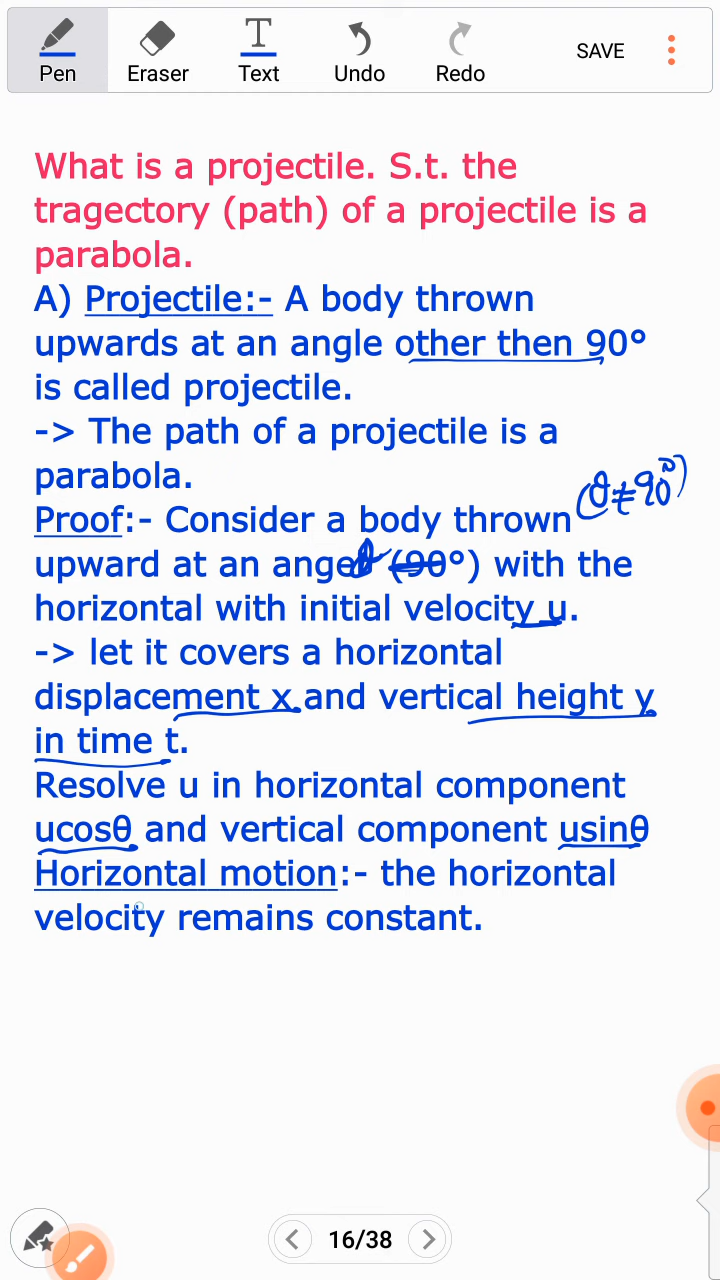 Pen Eraser Text Undo Redo SAVE
What is a projectile. S.t. the
tragectory (path) of a projectile is a
parabola.
A) Projectile:- A body thrown
upwards at an angle other then 90°
is called projectile.
-> The path of a projectile is a
parabola.
(θ≠90°)
Proof:- Consider a body thrown
upward at an angeθ (90°) with the
horizontal with initial velocity u.
-> let it covers a horizontal
displacement x and vertical height y
in time t.
Resolve u in horizontal component
ucosθ and vertical component usinθ
Horizontal motion:- the horizontal
velocity remains constant.
16/38